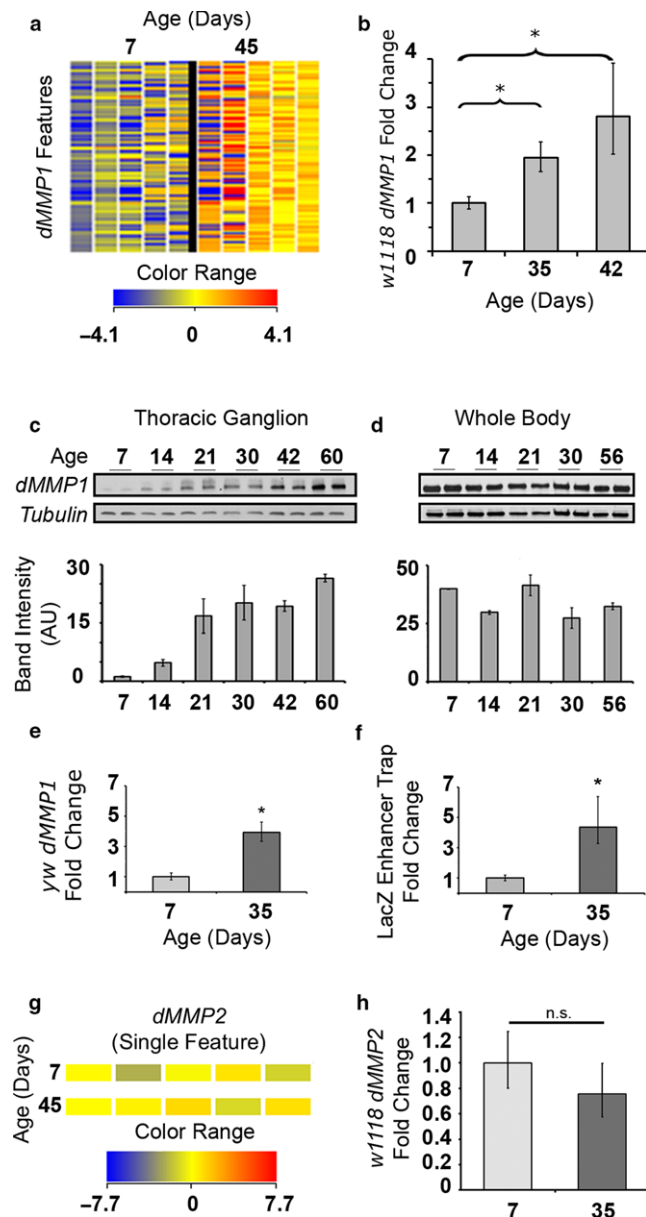 a
Age (Days)
7 45
dMMP1 Features
Color Range
−4.1 0 4.1
b
w1118 dMMP1 Fold Change
4
3
2
1
0
*
*
7 35 42
Age (Days)
c
Thoracic Ganglion
Age 7 14 21 30 42 60
dMMP1
Tubulin
Band Intensity
(AU)
30
15
0
7 14 21 30 42 60
d
Whole Body
7 14 21 30 56
50
25
0
7 14 21 30 56
e
yw dMMP1
Fold Change
7
5
3
1
*
7 35
Age (Days)
f
LacZ Enhancer Trap
Fold Change
7
5
3
1
*
7 35
Age (Days)
g
dMMP2
(Single Feature)
Age (Days)
7
45
Color Range
−7.7 0 7.7
h
w1118 dMMP2
Fold Change
1.4
1.2
1.0
0.8
0.6
0.4
0.2
0
n.s.
7 35